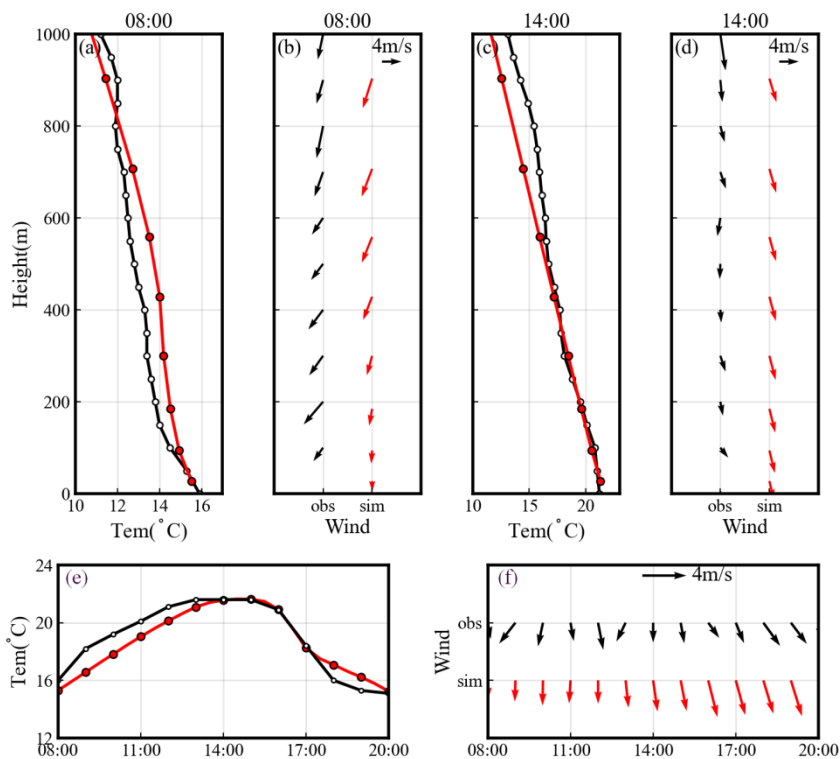 08:00
08:00
14:00
14:00
(a)
(b)
4m/s
(c)
(d)
4m/s
Height(m)
1000
800
600
400
200
0
10
12
14
16
Tem(°C)
obs
sim
Wind
10
15
20
Tem(°C)
obs
sim
Wind
(e)
Tem(°C)
24
20
16
12
08:00
11:00
14:00
17:00
20:00
(f)
4m/s
Wind
obs
sim
08:00
11:00
14:00
17:00
20:00